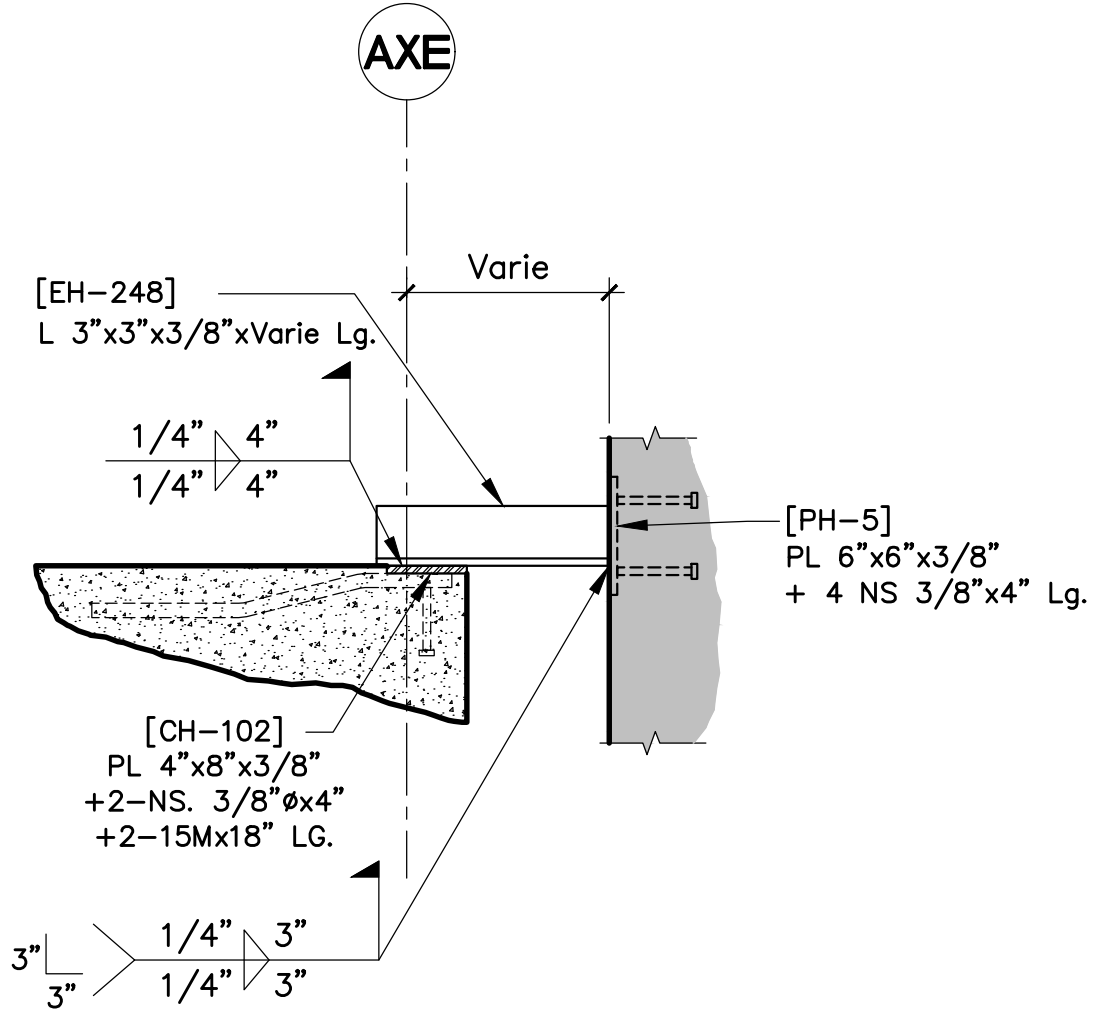 AXE
Varie
[EH-248]
L 3"x3"x3/8"xVarie Lg.
1/4" 4"
1/4" 4"
[PH-5]
PL 6"x6"x3/8"
+ 4 NS 3/8"x4" Lg.
[CH-102]
PL 4"x8"x3/8"
+2-NS. 3/8"øx4"
+2-15Mx18" LG.
1/4" 3"
3"
1/4" 3"
3"